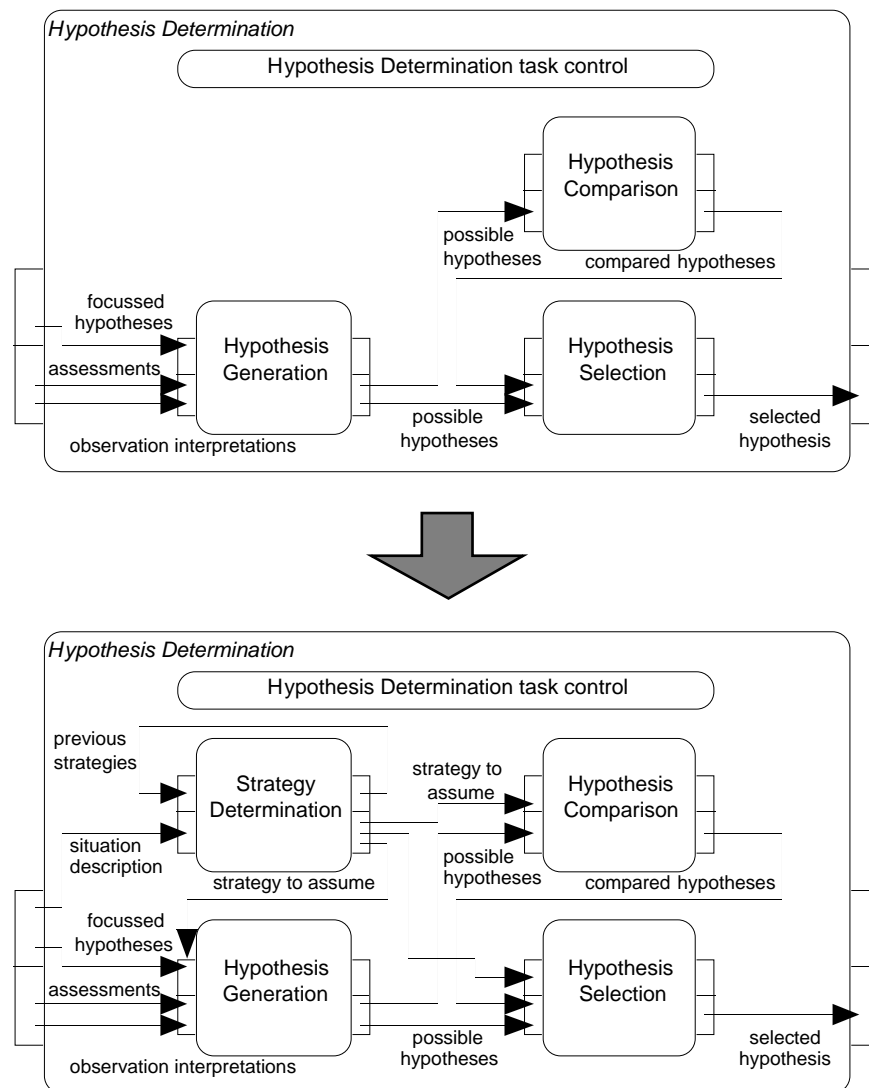 Hypothesis Determination
Hypothesis Determination task control
Hypothesis
Comparison
possible
hypotheses
compared hypotheses
focussed
hypotheses
Hypothesis
Generation
Hypothesis
Selection
assessments
possible
hypotheses
selected
hypothesis
observation interpretations
Hypothesis Determination
Hypothesis Determination task control
previous
strategies
Strategy
Determination
strategy to
assume
Hypothesis
Comparison
situation
description
possible
hypotheses
strategy to assume
compared hypotheses
focussed
hypotheses
Hypothesis
Generation
Hypothesis
Selection
assessments
possible
hypotheses
selected
hypothesis
observation interpretations